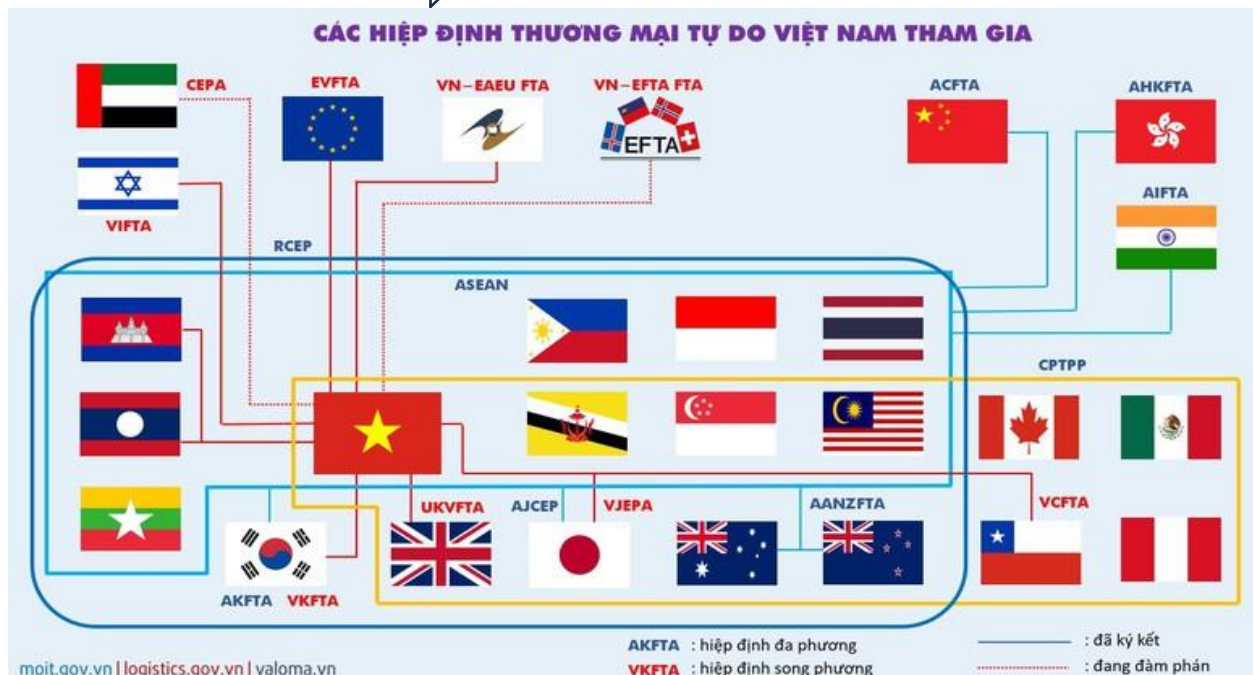 CÁC HIỆP ĐỊNH THƯƠNG MẠI TỰ DO VIỆT NAM THAM GIA
CEPA
EVFTA
VN-EAEU FTA
VN-EFTA FTA
ACFTA
AHKFTA
EFTA
VIFTA
AIFTA
RCEP
ASEAN
CPTPP
UKVFTA
AJCEP
VJEPA
AANZFTA
VCFTA
AKFTA
VKFTA
AKFTA : hiệp định đa phương
: đã ký kết
VKFTA : hiệp định song phương
: đang đàm phán
moit.gov.vn | logistics.gov.vn | valoma.vn